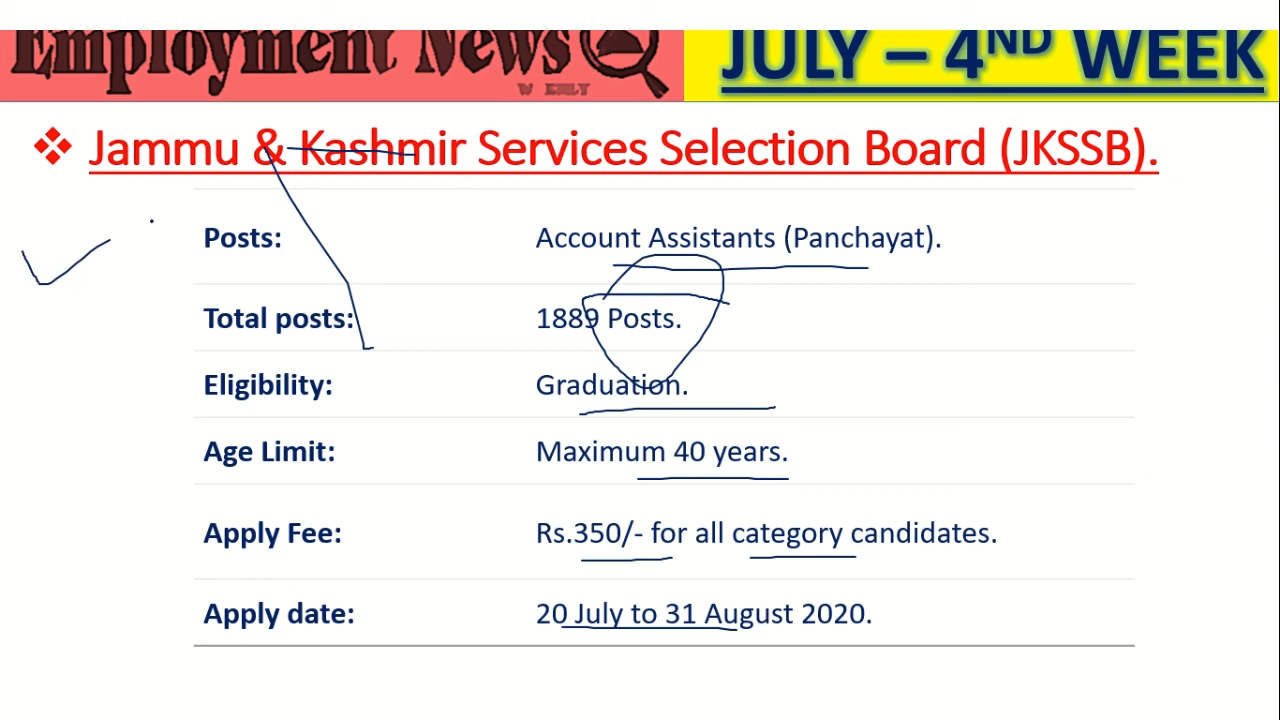 Employment News
JULY – 4ND WEEK
WEEKLY
❖ Jammu & Kashmir Services Selection Board (JKSSB).
Posts: Account Assistants (Panchayat).
Total posts: 1889 Posts.
Eligibility: Graduation.
Age Limit: Maximum 40 years.
Apply Fee: Rs.350/- for all category candidates.
Apply date: 20 July to 31 August 2020.